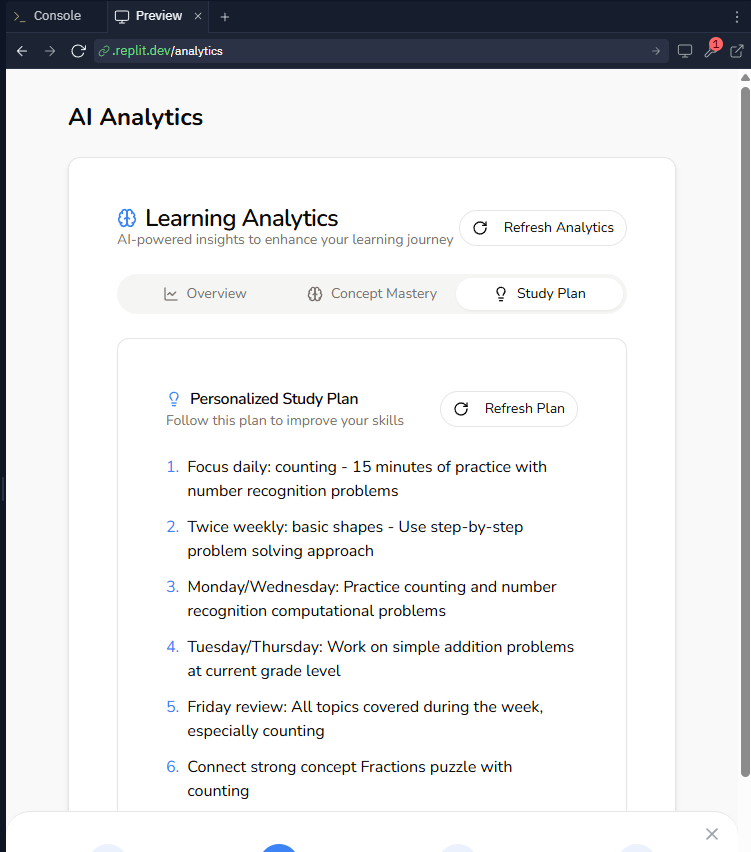 Console
Preview
.replit.dev/analytics
1
AI Analytics
Learning Analytics
AI-powered insights to enhance your learning journey
Refresh Analytics
Overview
Concept Mastery
Study Plan
Personalized Study Plan
Follow this plan to improve your skills
Refresh Plan
1. Focus daily: counting - 15 minutes of practice with
number recognition problems
2. Twice weekly: basic shapes - Use step-by-step
problem solving approach
3. Monday/Wednesday: Practice counting and number
recognition computational problems
4. Tuesday/Thursday: Work on simple addition problems
at current grade level
5. Friday review: All topics covered during the week,
especially counting
6. Connect strong concept Fractions puzzle with
counting